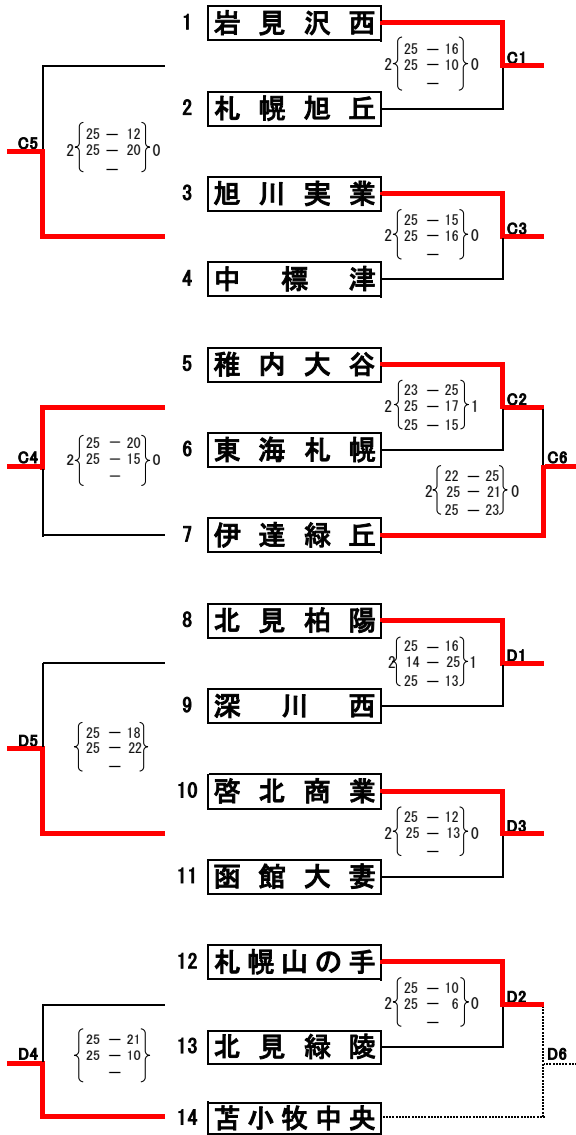 1 岩見沢西
25 － 16
2 25 － 10 0
－
C1
2 札幌旭丘
C5
25 － 12
2 25 － 20 0
－
3 旭川実業
25 － 15
2 25 － 16 0
－
C3
4 中標津
5 稚内大谷
23 － 25
2 25 － 17 1
25 － 15
C2
C4
25 － 20
2 25 － 15 0
－
6 東海札幌
22 － 25
2 25 － 21 0
25 － 23
C6
7 伊達緑丘
8 北見柏陽
25 － 16
2 14 － 25 1
25 － 13
D1
9 深川西
D5
25 － 18
25 － 22
－
10 啓北商業
25 － 12
2 25 － 13 0
－
D3
11 函館大妻
12 札幌山の手
25 － 10
2 25 － 6 0
－
D2
D4
25 － 21
25 － 10
－
13 北見緑陵
D6
14 苫小牧中央